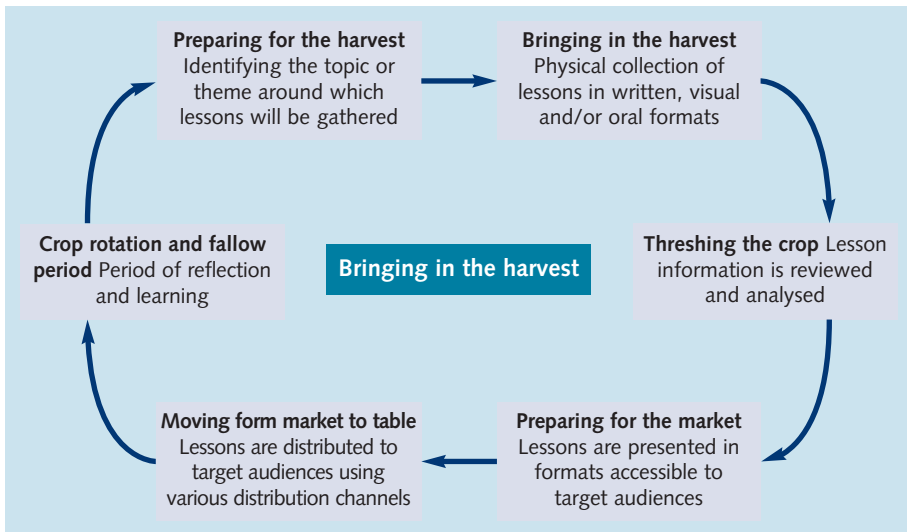 Preparing for the harvest
Identifying the topic or
theme around which
lessons will be gathered
Bringing in the harvest
Physical collection of
lessons in written, visual
and/or oral formats
Threshing the crop Lesson
information is reviewed
and analysed
Preparing for the market
Lessons are presented in
formats accessible to
target audiences
Moving form market to table
Lessons are distributed to
target audiences using
various distribution channels
Crop rotation and fallow
period Period of reflection
and learning
Bringing in the harvest